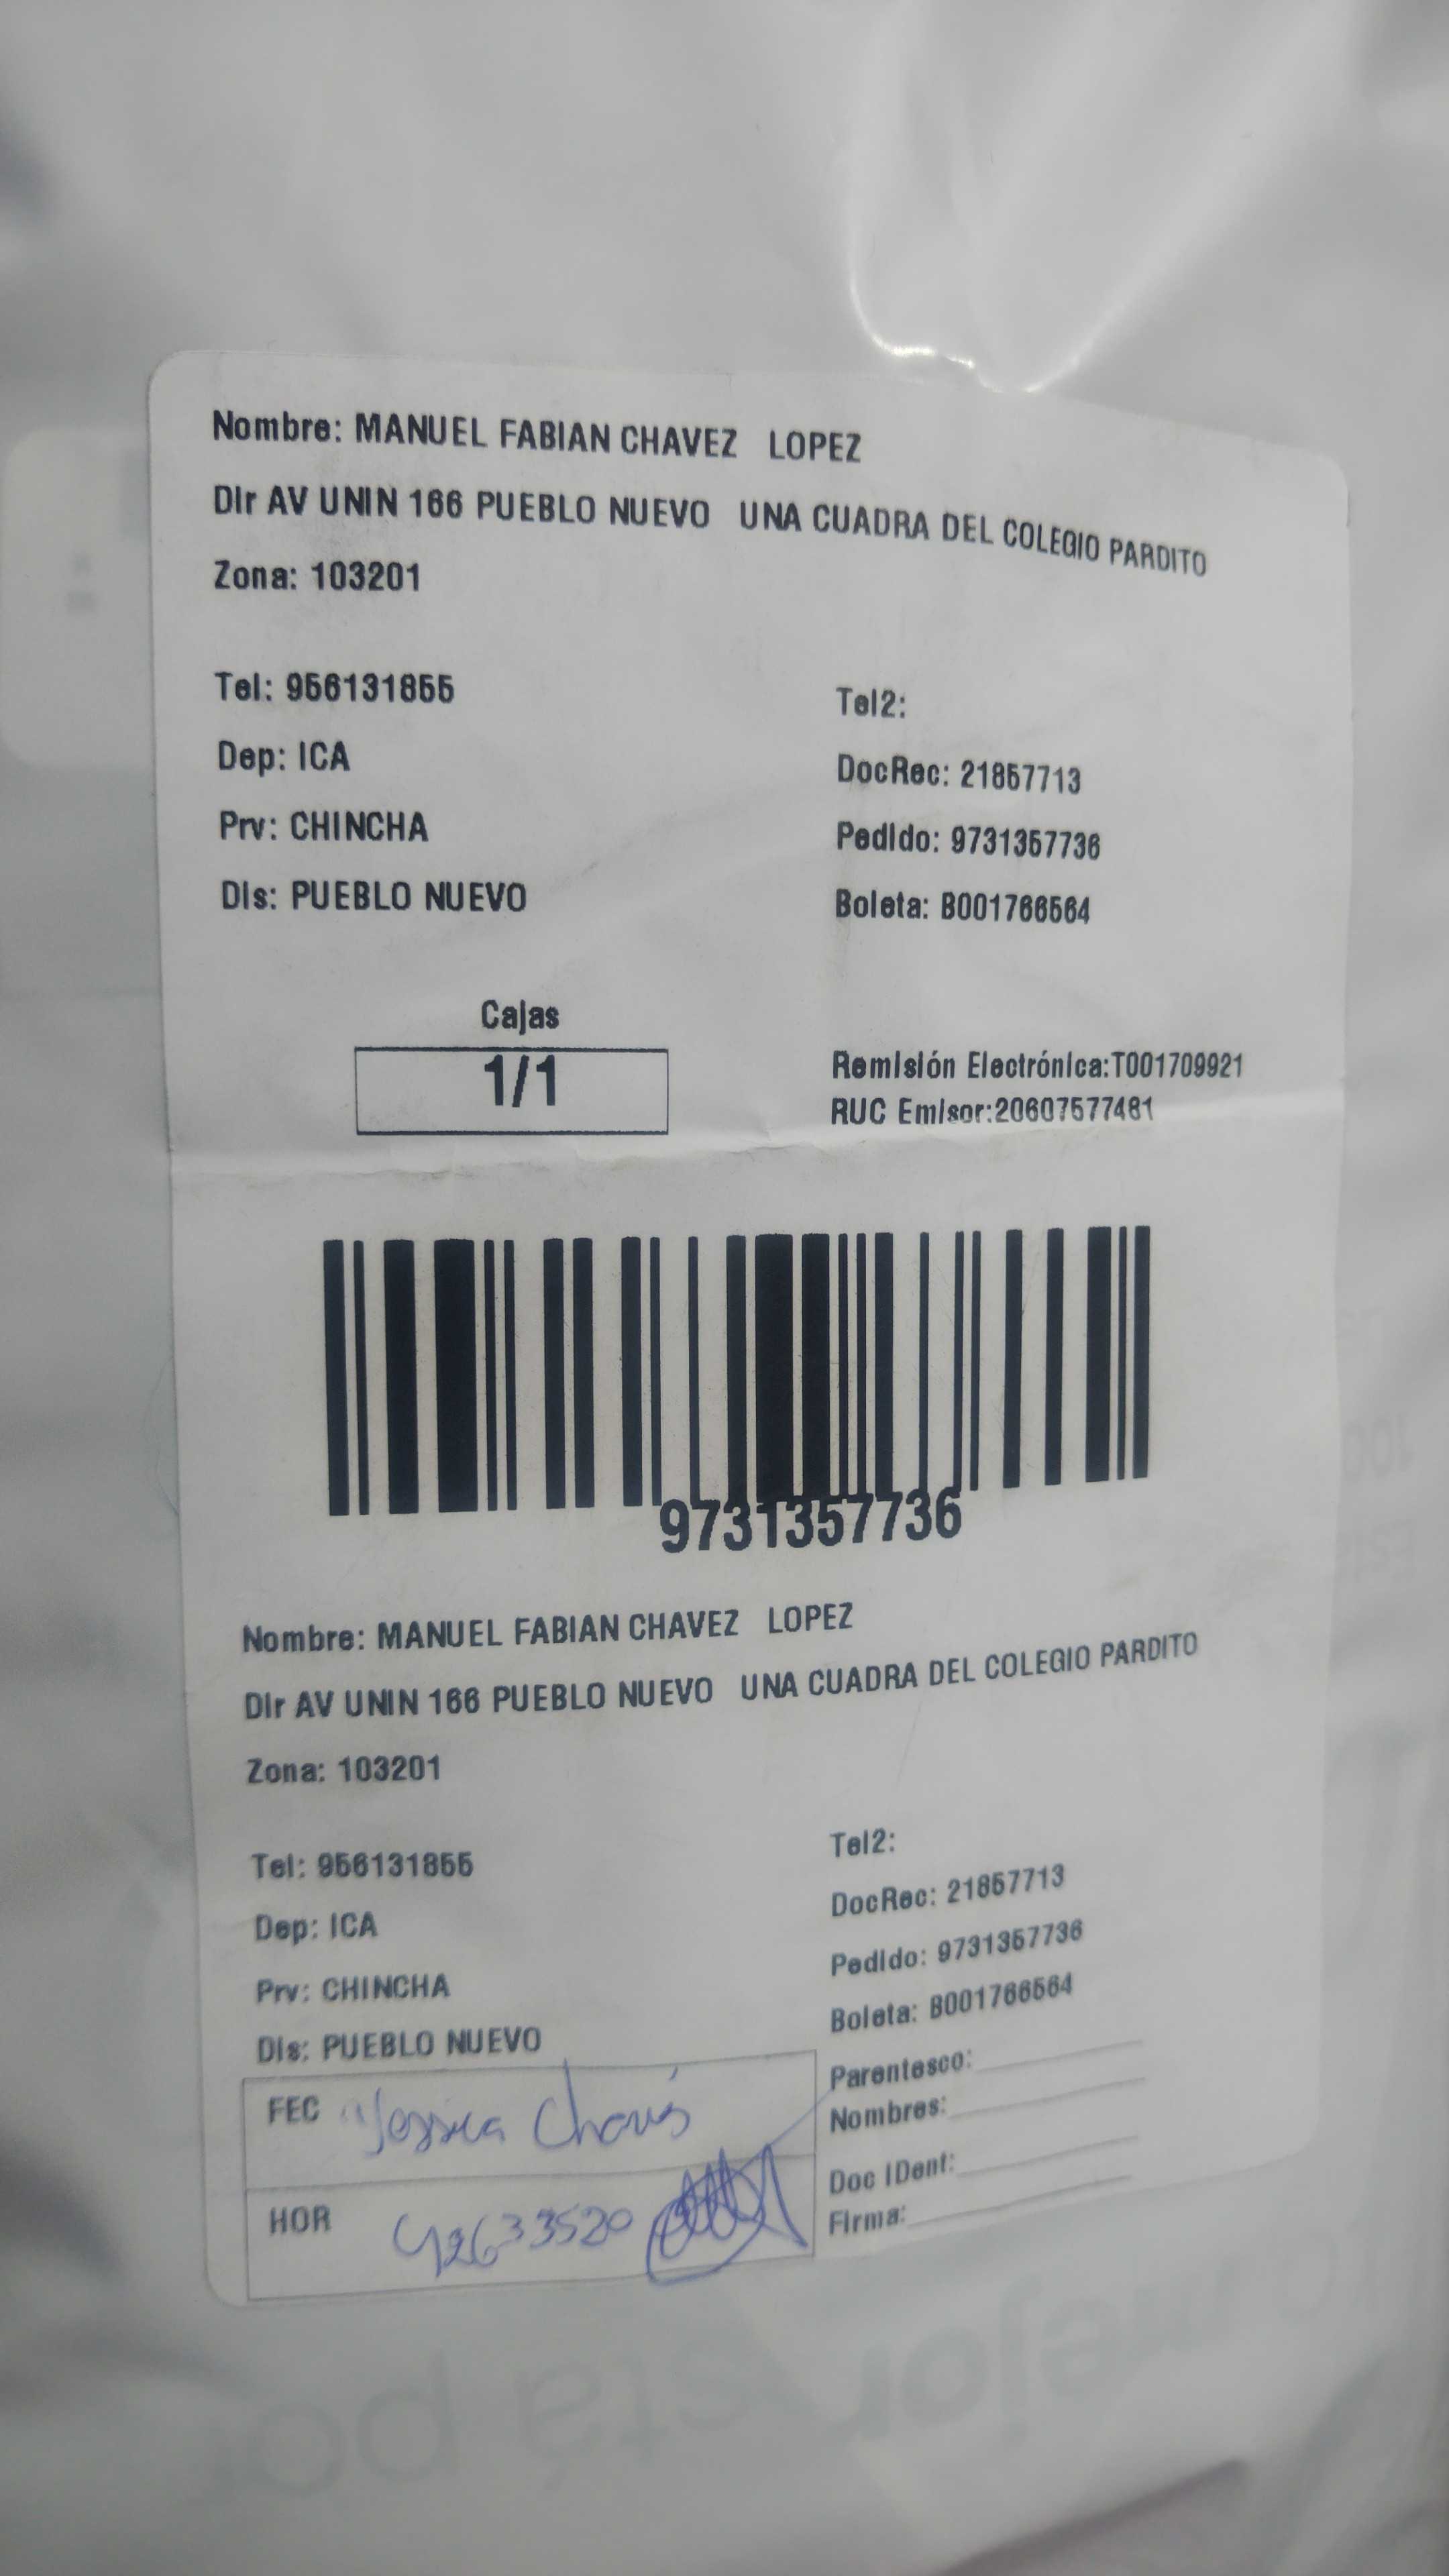 Nombre: MANUEL FABIAN CHAVEZ LOPEZ
Dir AV UNIN 166 PUEBLO NUEVO UNA CUADRA DEL COLEGIO PARDITO
Zona: 103201
Tel: 956131855
Tel2:
Dep: ICA
DocRec: 21857713
Prv: CHINCHA
Pedido: 9731357736
Dis: PUEBLO NUEVO
Boleta: B001766564
Cajas
1/1
Remisión Electrónica:T001709921
RUC Emisor:20607577481
9731357736
Nombre: MANUEL FABIAN CHAVEZ LOPEZ
Dir AV UNIN 166 PUEBLO NUEVO UNA CUADRA DEL COLEGIO PARDITO
Zona: 103201
Tel: 956131855
Tel2:
Dep: ICA
DocRec: 21857713
Prv: CHINCHA
Pedido: 9731357736
Dis: PUEBLO NUEVO
Boleta: B001766564
FEC Yessica
Parentesco:
Nombres:
HOR 42633520
Doc IDent:
Firma: